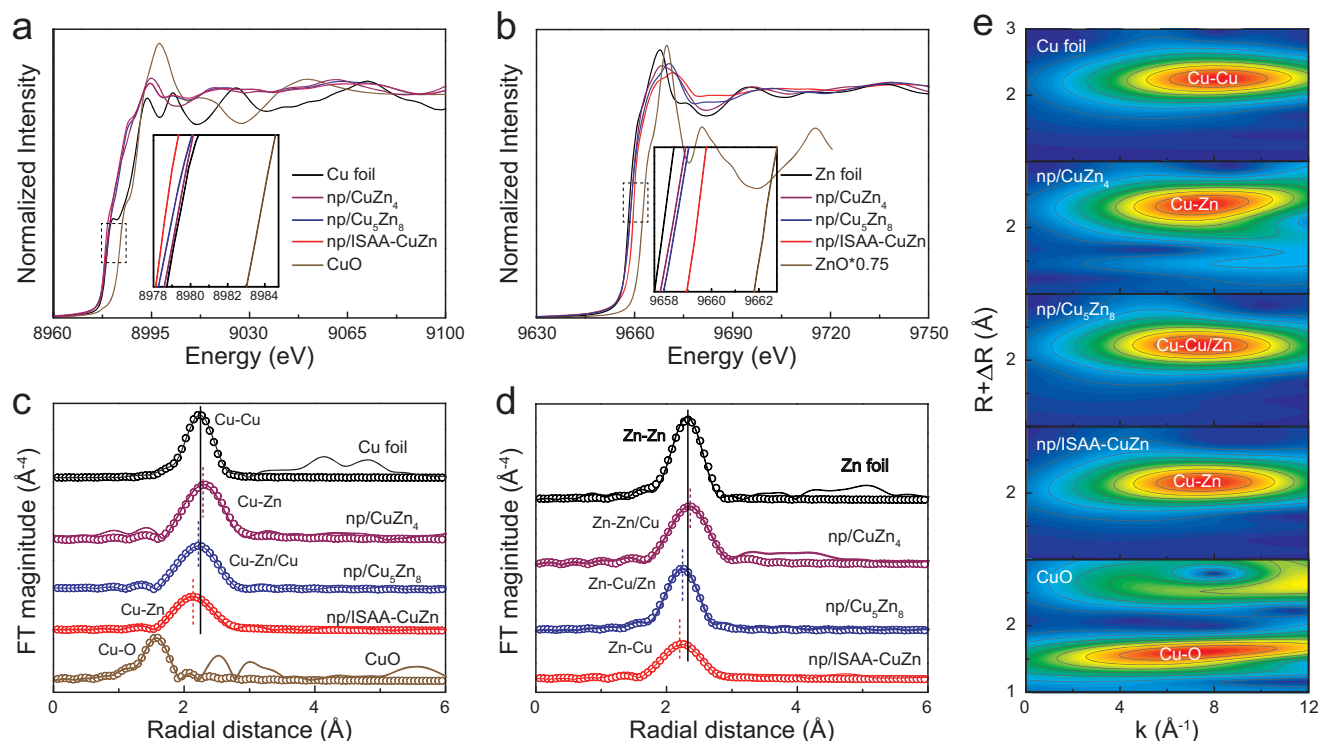 a
Normalized Intensity
Cu foil
np/CuZn₄
np/Cu₅Zn₈
np/ISAA-CuZn
CuO
8978 8980 8982 8984
8960 8995 9030 9065 9100
Energy (eV)
b
Normalized Intensity
Zn foil
np/CuZn₄
np/Cu₅Zn₈
np/ISAA-CuZn
ZnO*0.75
9658 9660 9662
9630 9660 9690 9720 9750
Energy (eV)
c
FT maginitude (Å⁻⁴)
Cu-Cu
Cu foil
Cu-Zn
np/CuZn₄
Cu-Zn/Cu
np/Cu₅Zn₈
Cu-Zn
np/ISAA-CuZn
Cu-O
CuO
0 2 4 6
Radial distance (Å)
d
FT maginitude (Å⁻⁴)
Zn-Zn
Zn foil
Zn-Zn/Cu
np/CuZn₄
Zn-Cu/Zn
np/Cu₅Zn₈
Zn-Cu
np/ISAA-CuZn
0 2 4 6
Radial distance (Å)
e
R+ΔR (Å)
3
Cu foil
Cu-Cu
2
np/CuZn₄
Cu-Zn
2
np/Cu₅Zn₈
Cu-Cu/Zn
2
np/ISAA-CuZn
Cu-Zn
2
CuO
2
Cu-O
1
0 4 8 12
k (Å⁻¹)